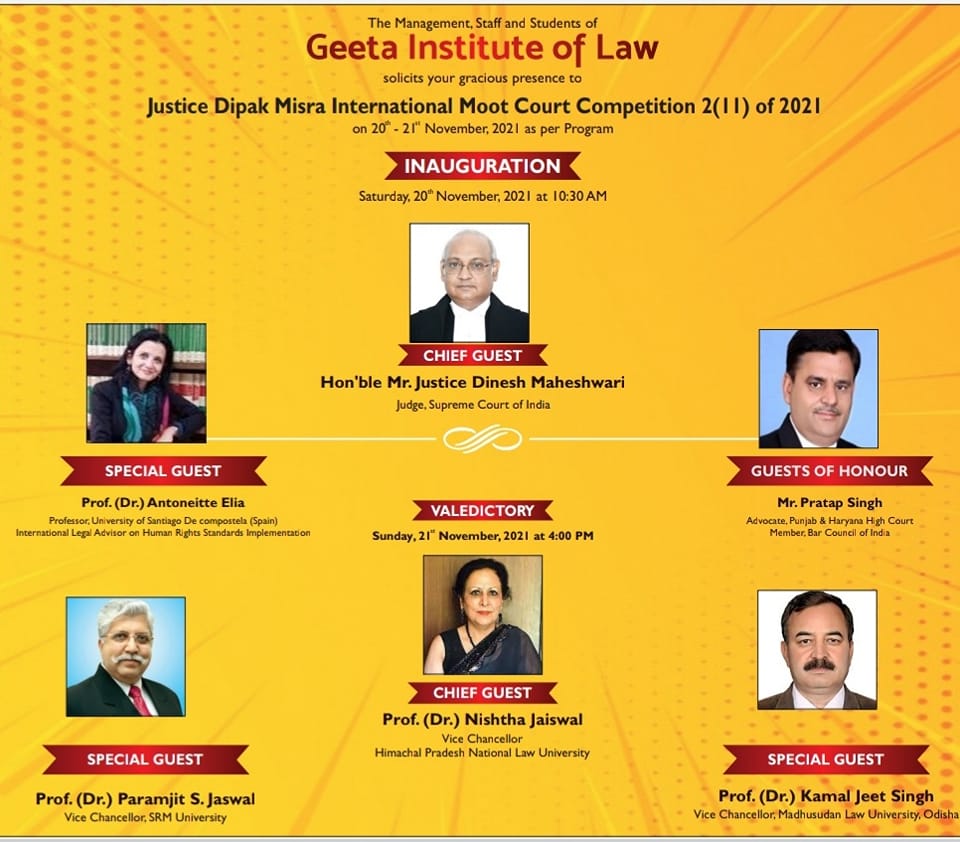 The Management, Staff and Students of
Geeta Institute of Law
solicits your gracious presence to
Justice Dipak Misra International Moot Court Competition 2(11) of 2021
on 20th - 21st November, 2021 as per Program
INAUGURATION
Saturday, 20th November, 2021 at 10:30 AM
CHIEF GUEST
Hon'ble Mr. Justice Dinesh Maheshwari
Judge, Supreme Court of India
SPECIAL GUEST
Prof. (Dr.) Antoneitte Elia
Professor, University of Santiago De compostela (Spain)
International Legal Advisor on Human Rights Standards Implementation
GUESTS OF HONOUR
Mr. Pratap Singh
Advocate, Punjab & Haryana High Court
Member, Bar Council of India
VALEDICTORY
Sunday, 21st November, 2021 at 4:00 PM
CHIEF GUEST
Prof. (Dr.) Nishtha Jaiswal
Vice Chancellor
Himachal Pradesh National Law University
SPECIAL GUEST
Prof. (Dr.) Paramjit S. Jaswal
Vice Chancellor, SRM University
SPECIAL GUEST
Prof. (Dr.) Kamal Jeet Singh
Vice Chancellor, Madhusudan Law University, Odisha